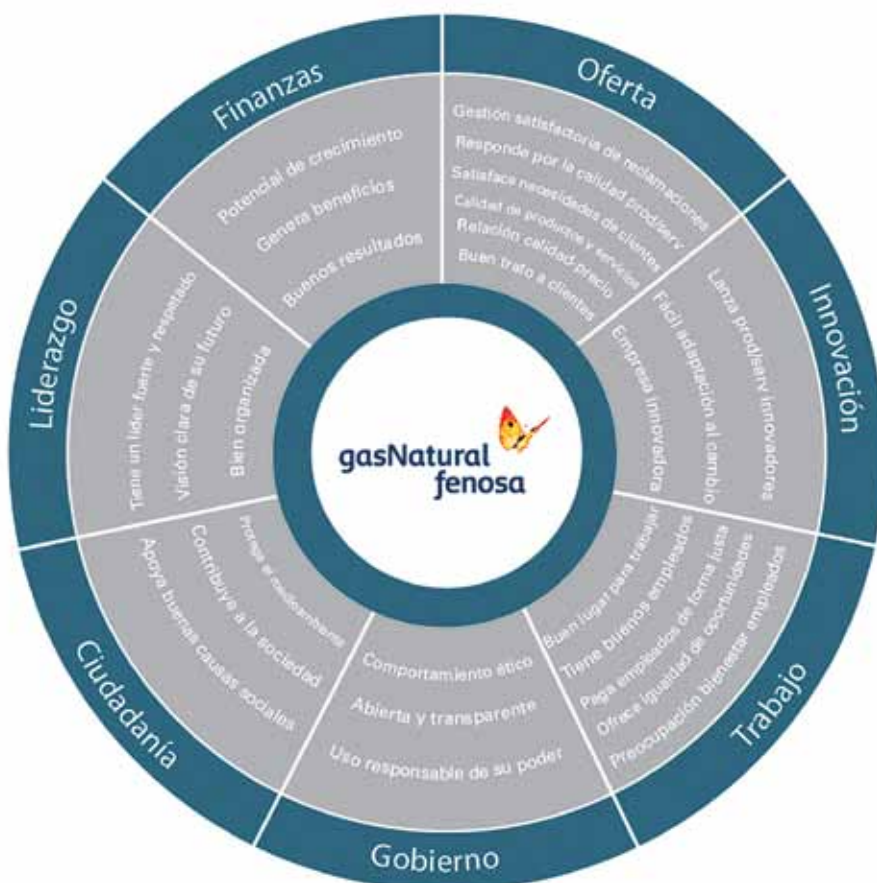 Oferta
Gestión satisfactoria de reclamaciones
Responde por la calidad prod/serv
Satisface necesidades de clientes
Calidad de productos y servicios
Relación calidad-precio
Buen trato a clientes
Innovación
Lanza prod/serv innovadores
Fácil adaptación al cambio
Empresa innovadora
Trabajo
Buen lugar para trabajar
Tiene buenos empleados
Paga empleados de forma justa
Ofrece igualdad de oportunidades
Preocupación bienestar empleados
Gobierno
Comportamiento ético
Abierta y transparente
Uso responsable de su poder
Ciudadanía
Protege el medioambiente
Contribuye a la sociedad
Apoya buenas causas sociales
Liderazgo
Tiene un líder fuerte y respetado
Visión clara de su futuro
Bien organizada
Finanzas
Potencial de crecimiento
Genera beneficios
Buenos resultados
gasNatural
fenosa